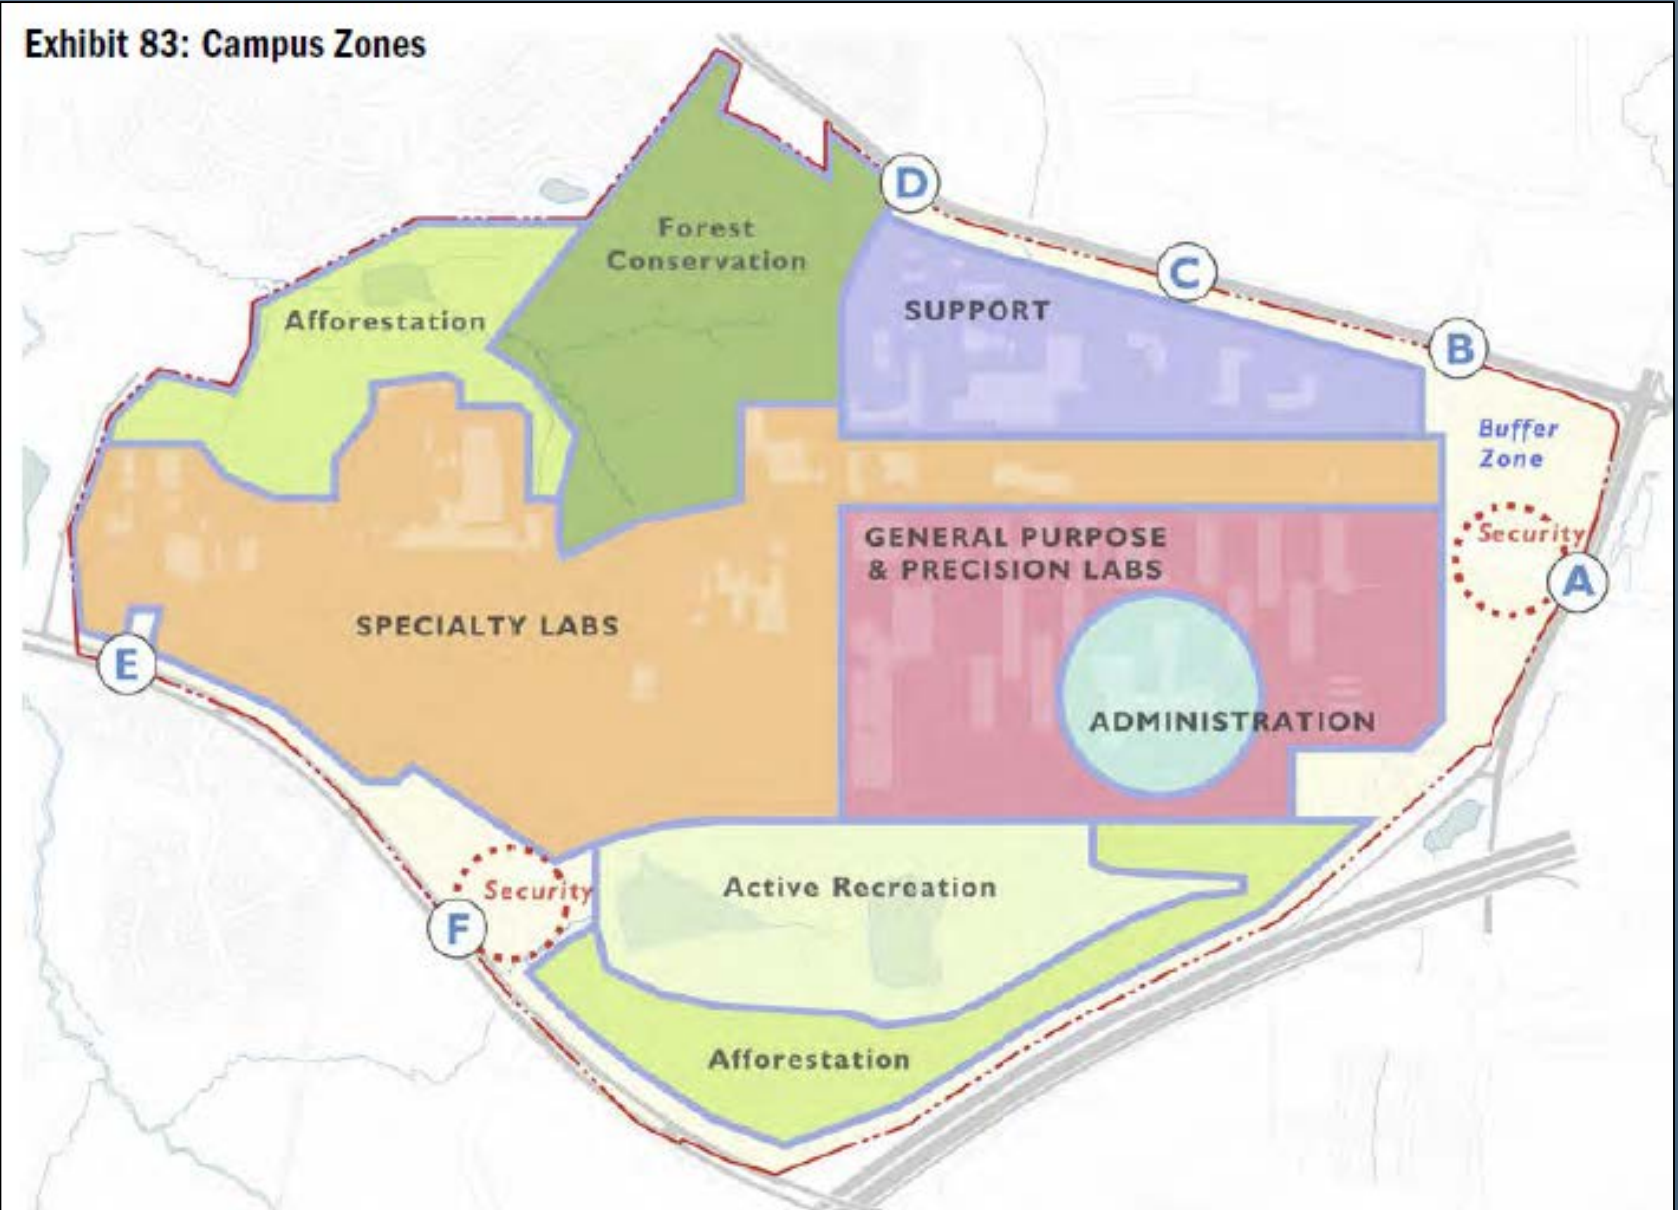 Exhibit 83: Campus Zones
D
Forest
Conservation
C
SUPPORT
Afforestation
B
Buffer
Zone
Security
GENERAL PURPOSE
& PRECISION LABS
A
SPECIALTY LABS
E
ADMINISTRATION
Security
Active Recreation
F
Afforestation